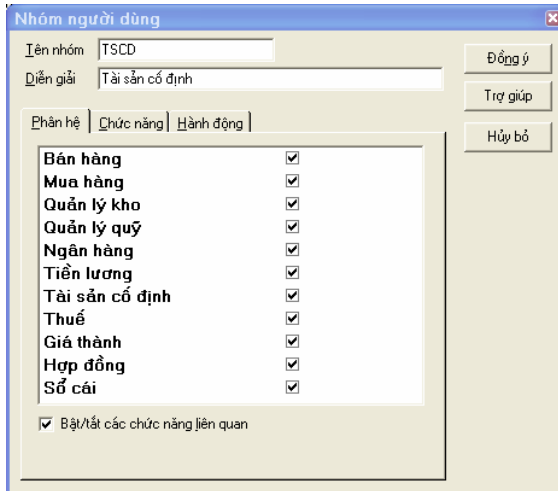 Nhóm người dùng
Tên nhóm TSCD
Diễn giải Tài sản cố định
Đồng ý
Trợ giúp
Hủy bỏ
Phân hệ Chức năng Hành động
Bán hàng
Mua hàng
Quản lý kho
Quản lý quỹ
Ngân hàng
Tiền lương
Tài sản cố định
Thuế
Giá thành
Hợp đồng
Sổ cái
Bật/tắt các chức năng liên quan